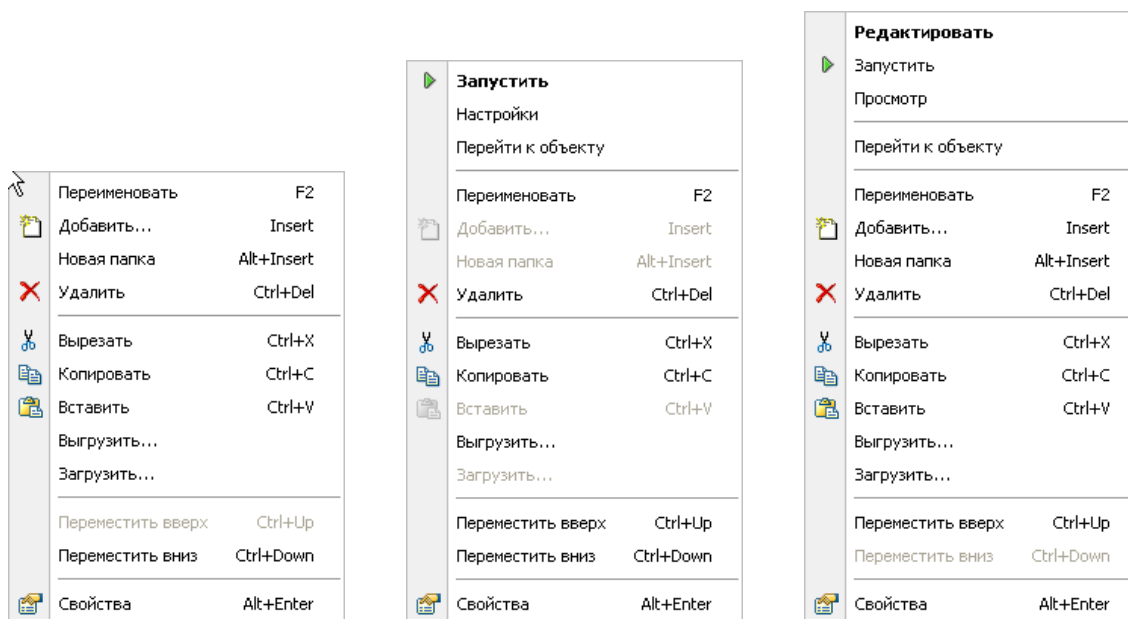 Переименовать F2
Добавить... Insert
Новая папка Alt+Insert
Удалить Ctrl+Del
Вырезать Ctrl+X
Копировать Ctrl+C
Вставить Ctrl+V
Выгрузить...
Загрузить...
Переместить вверх Ctrl+Up
Переместить вниз Ctrl+Down
Свойства Alt+Enter
Запустить
Настройки
Перейти к объекту
Переименовать F2
Добавить... Insert
Новая папка Alt+Insert
Удалить Ctrl+Del
Вырезать Ctrl+X
Копировать Ctrl+C
Вставить Ctrl+V
Выгрузить...
Загрузить...
Переместить вверх Ctrl+Up
Переместить вниз Ctrl+Down
Свойства Alt+Enter
Редактировать
Запустить
Просмотр
Перейти к объекту
Переименовать F2
Добавить... Insert
Новая папка Alt+Insert
Удалить Ctrl+Del
Вырезать Ctrl+X
Копировать Ctrl+C
Вставить Ctrl+V
Выгрузить...
Загрузить...
Переместить вверх Ctrl+Up
Переместить вниз Ctrl+Down
Свойства Alt+Enter